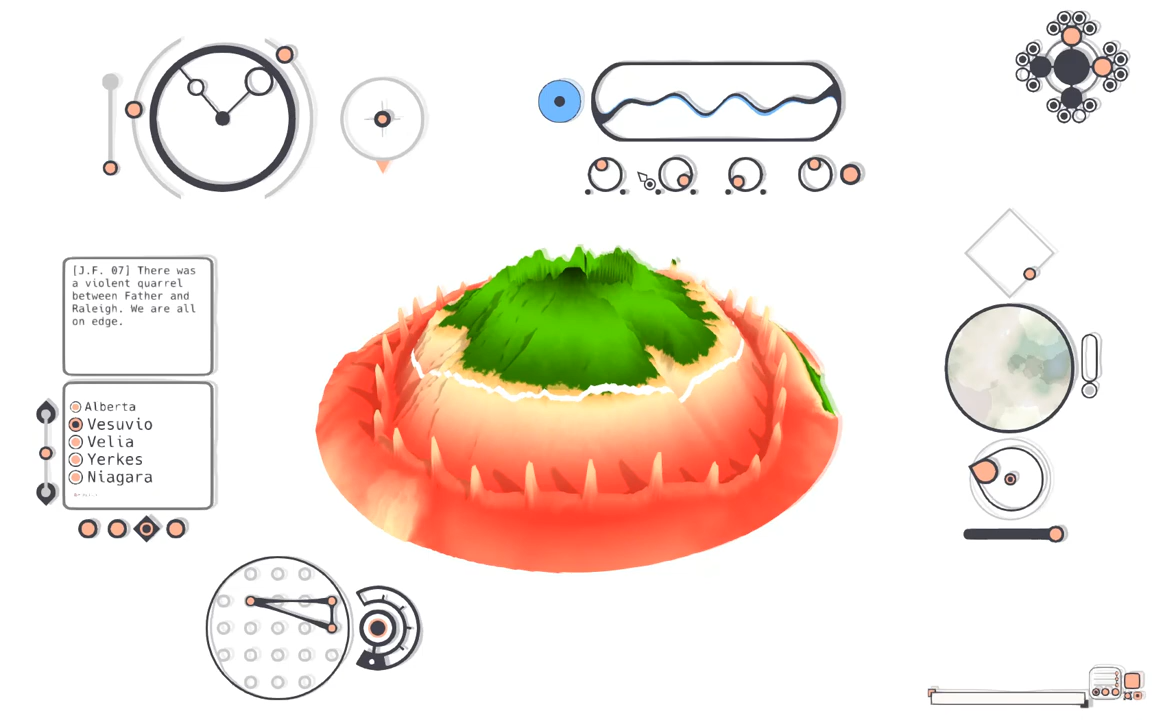 [J.F. 07] There was
a violent quarrel
between Father and
Raleigh. We are all
on edge.
Alberta
Vesuvio
Velia
Yerkes
Niagara